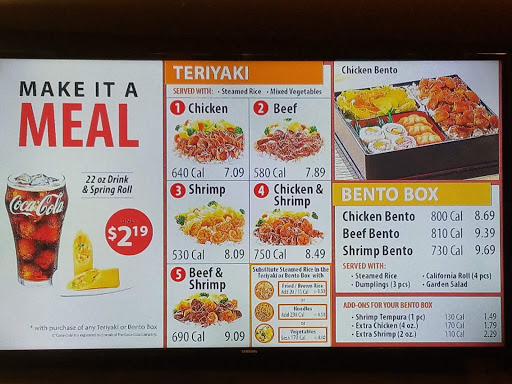 MAKE IT A
MEAL
22 oz Drink
& Spring Roll
Coca-Cola
$2.19
* with purchase of any Teriyaki or Bento Box
TERIYAKI
SERVED WITH: • Steamed Rice • Mixed Vegetables
1 Chicken
640 Cal 7.09
2 Beef
580 Cal 7.89
3 Shrimp
530 Cal 8.09
4 Chicken
& Shrimp
750 Cal 8.49
5 Beef &
Shrimp
690 Cal 9.09
Substitute Steamed Rice in the
Teriyaki or Bento Box with
Fried / Brown Rice
or
Noodles
or
Vegetables
Chicken Bento
BENTO BOX
Chicken Bento 800 Cal 8.69
Beef Bento 810 Cal 9.39
Shrimp Bento 730 Cal 9.69
SERVED WITH:
• Steamed Rice • California Roll (4 pcs)
• Dumplings (3 pcs) • Garden Salad
ADD-ONS FOR YOUR BENTO BOX
• Shrimp Tempura (1 pc) 130 Cal 1.49
• Extra Chicken (4 oz.) 170 Cal 1.79
• Extra Shrimp (2 oz.) 110 Cal 2.29
SAMSUNG